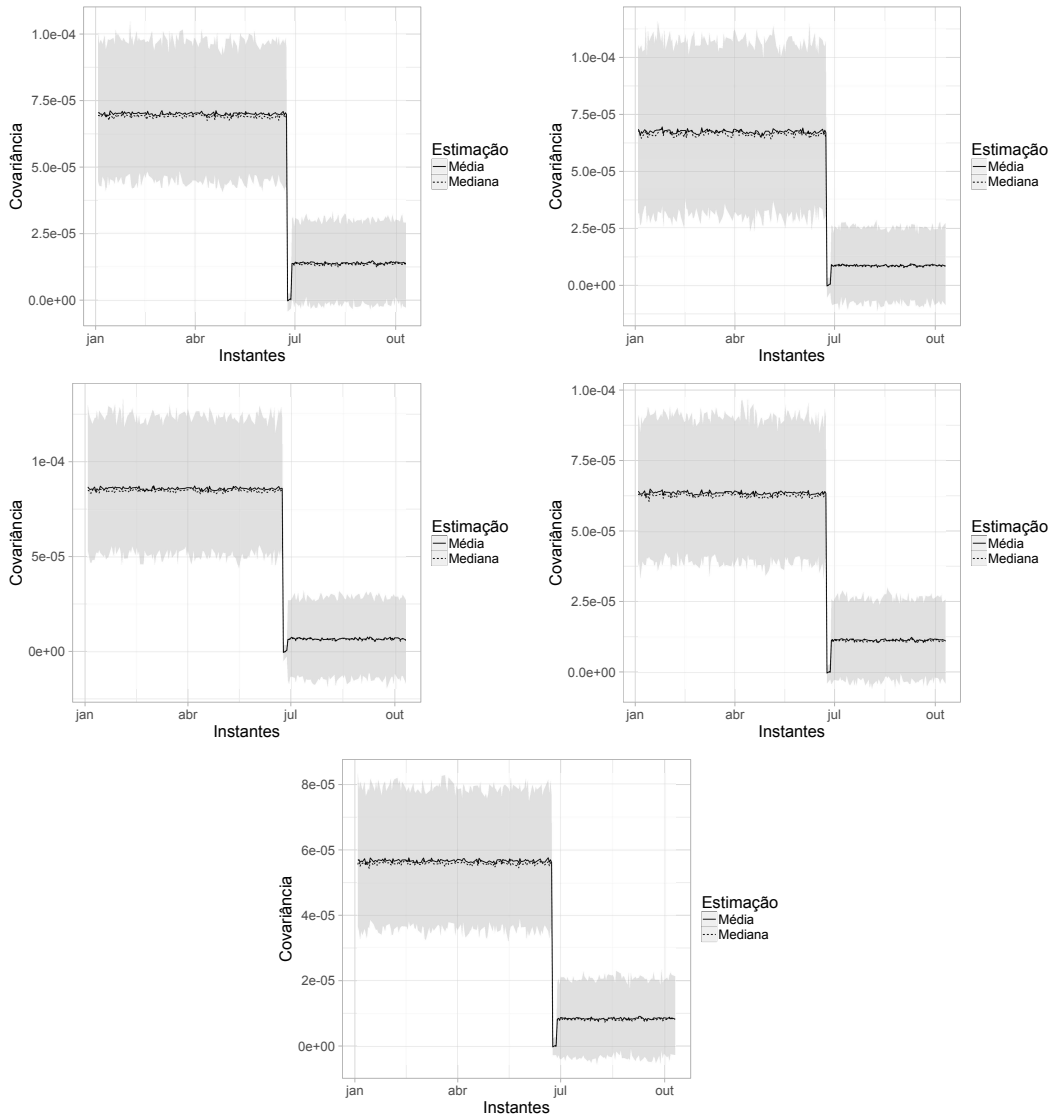 1.0e-04
7.5e-05
5.0e-05
2.5e-05
0.0e+00
Covariância
jan
abr
jul
out
Instantes
Estimação
Média
Mediana
1.0e-04
7.5e-05
5.0e-05
2.5e-05
0.0e+00
Covariância
jan
abr
jul
out
Instantes
Estimação
Média
Mediana
1e-04
5e-05
0e+00
Covariância
jan
abr
jul
out
Instantes
Estimação
Média
Mediana
1.0e-04
7.5e-05
5.0e-05
2.5e-05
0.0e+00
Covariância
jan
abr
jul
out
Instantes
Estimação
Média
Mediana
8e-05
6e-05
4e-05
2e-05
0e+00
Covariância
jan
abr
jul
out
Instantes
Estimação
Média
Mediana